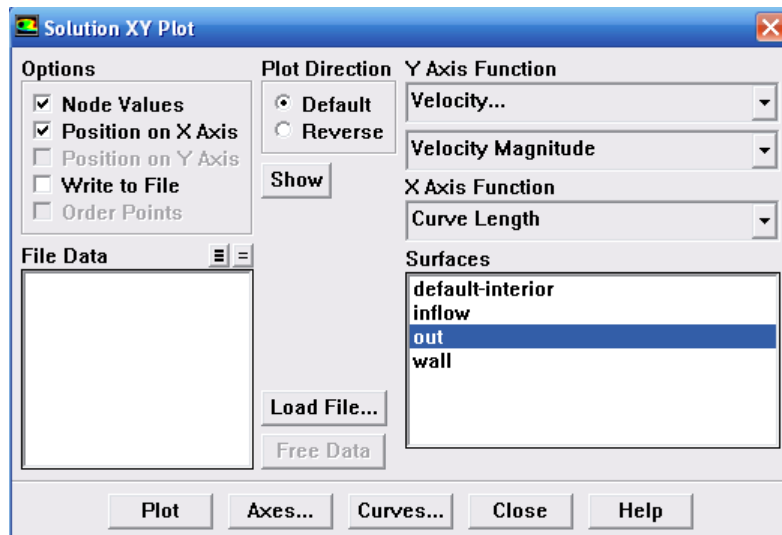 Solution XY Plot
Options
Node Values
Position on X Axis
Position on Y Axis
Write to File
Order Points
File Data
Plot Direction
Default
Reverse
Show
Load File...
Free Data
Y Axis Function
Velocity...
Velocity Magnitude
X Axis Function
Curve Length
Surfaces
default-interior
inflow
out
wall
Plot
Axes...
Curves...
Close
Help